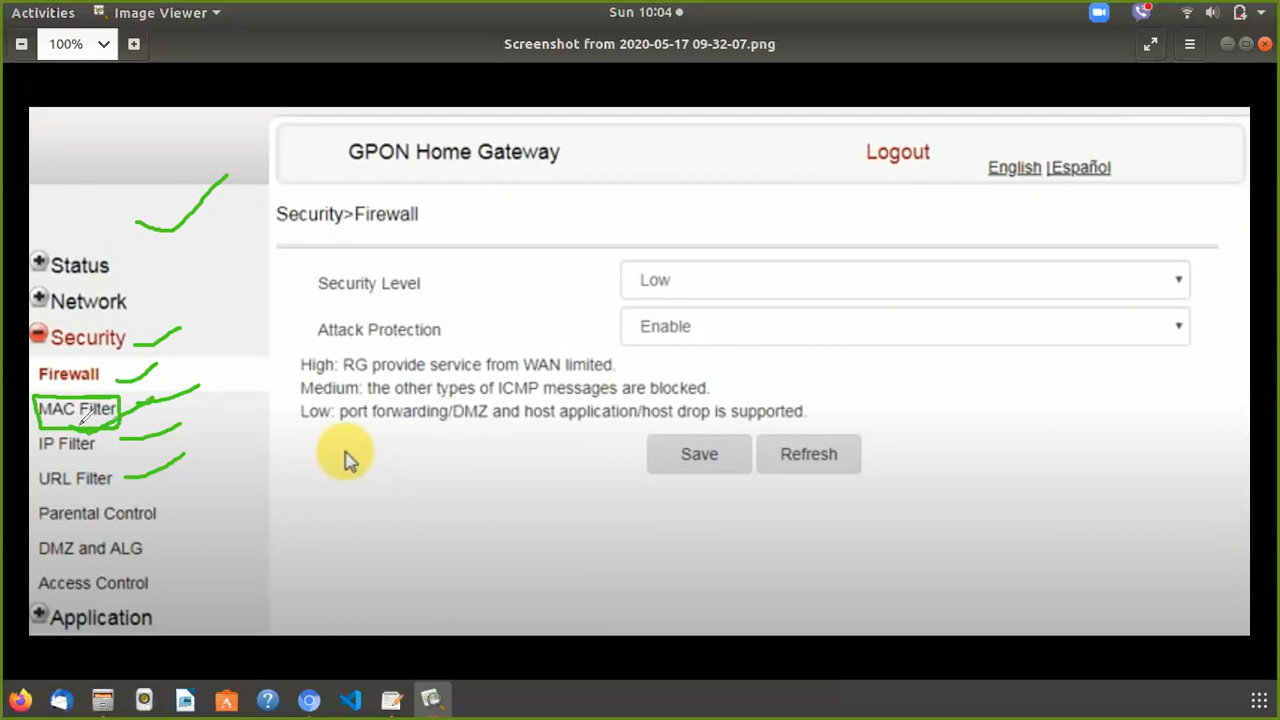 Activities Image Viewer Sun 10:04
100% Screenshot from 2020-05-17 09-32-07.png
GPON Home Gateway Logout
English |Español
Security>Firewall
Status
Network
Security
Firewall
MAC Filter
IP Filter
URL Filter
Parental Control
DMZ and ALG
Access Control
Application
Security Level Low
Attack Protection Enable
High: RG provide service from WAN limited.
Medium: the other types of ICMP messages are blocked.
Low: port forwarding/DMZ and host application/host drop is supported.
Save Refresh